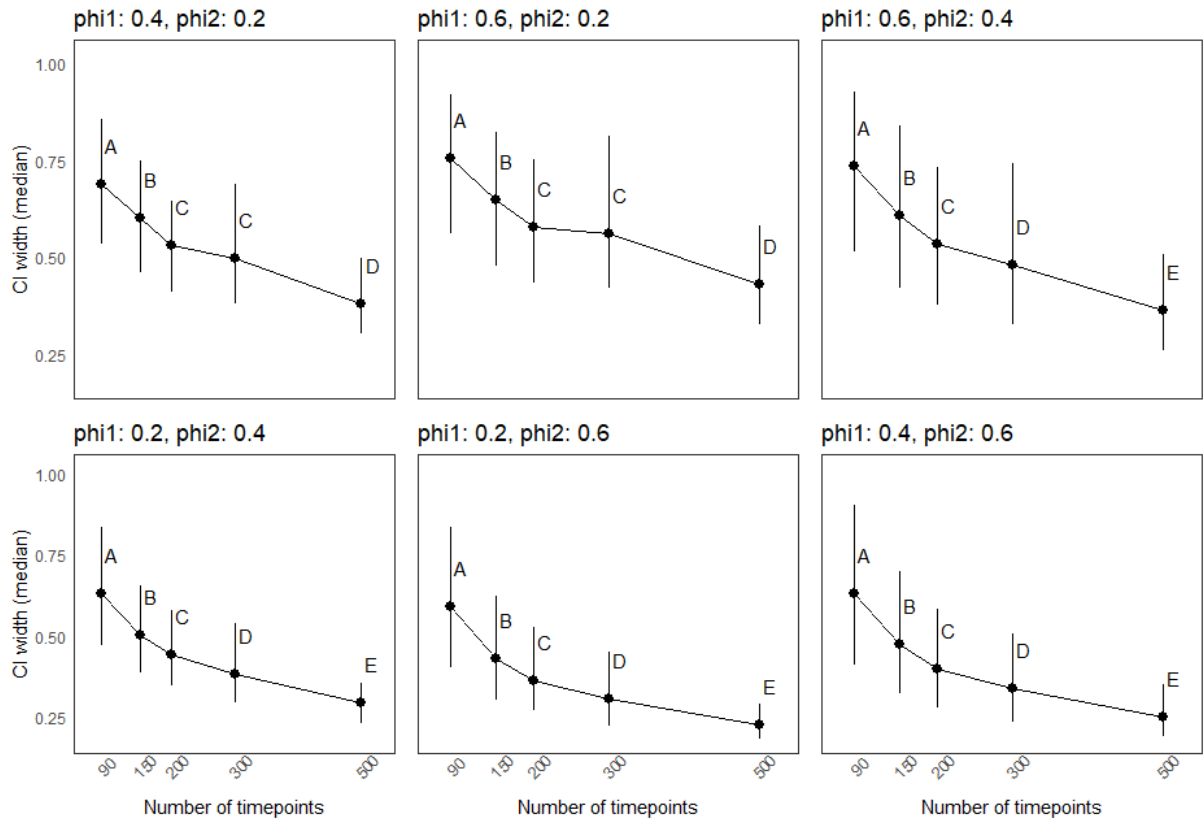 phi1: 0.4, phi2: 0.2
phi1: 0.6, phi2: 0.2
phi1: 0.6, phi2: 0.4
CI width (median)
1.00
0.75
0.50
0.25
A
B
C
C
D
A
B
C
C
D
A
B
C
D
E
phi1: 0.2, phi2: 0.4
phi1: 0.2, phi2: 0.6
phi1: 0.4, phi2: 0.6
CI width (median)
1.00
0.75
0.50
0.25
A
B
C
D
E
A
B
C
D
E
A
B
C
D
E
90 150 200 300 500
90 150 200 300 500
90 150 200 300 500
Number of timepoints
Number of timepoints
Number of timepoints